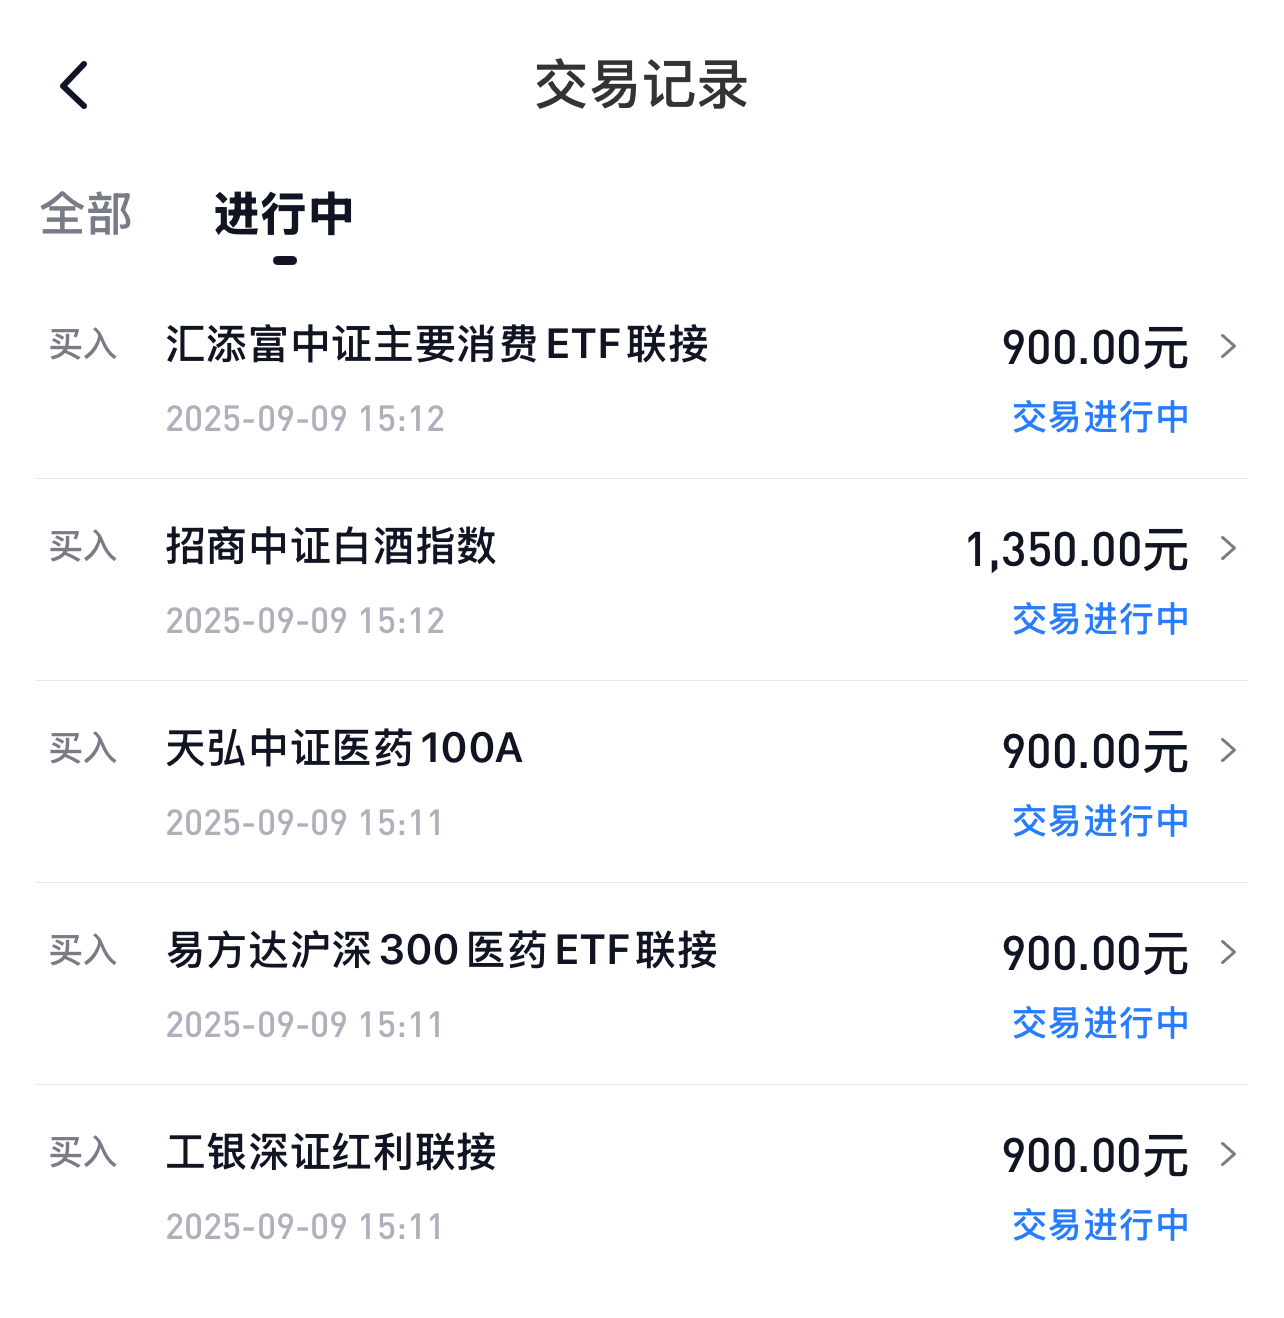 交易记录
全部 进行中
买入 汇添富中证主要消费ETF联接 900.00元
2025-09-09 15:12 交易进行中
买入 招商中证白酒指数 1,350.00元
2025-09-09 15:12 交易进行中
买入 天弘中证医药100A 900.00元
2025-09-09 15:11 交易进行中
买入 易方达沪深300医药ETF联接 900.00元
2025-09-09 15:11 交易进行中
买入 工银深证红利联接 900.00元
2025-09-09 15:11 交易进行中